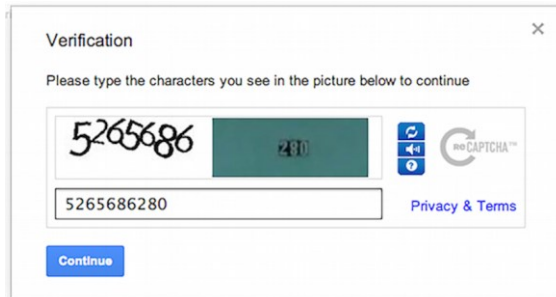 Verification
Please type the characters you see in the picture below to continue
5265686 280
reCAPTCHA™
5265686280
Privacy & Terms
Continue